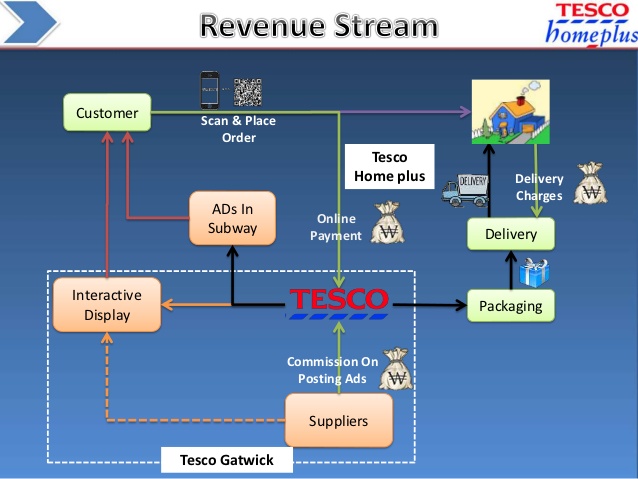 Revenue Stream
TESCO
homeplus
Customer
Scan & Place
Order
Tesco
Home plus
DELIVERY
Delivery
Charges
ADs In
Subway
Online
Payment
Delivery
Interactive
Display
TESCO
Packaging
Commission On
Posting Ads
Suppliers
Tesco Gatwick